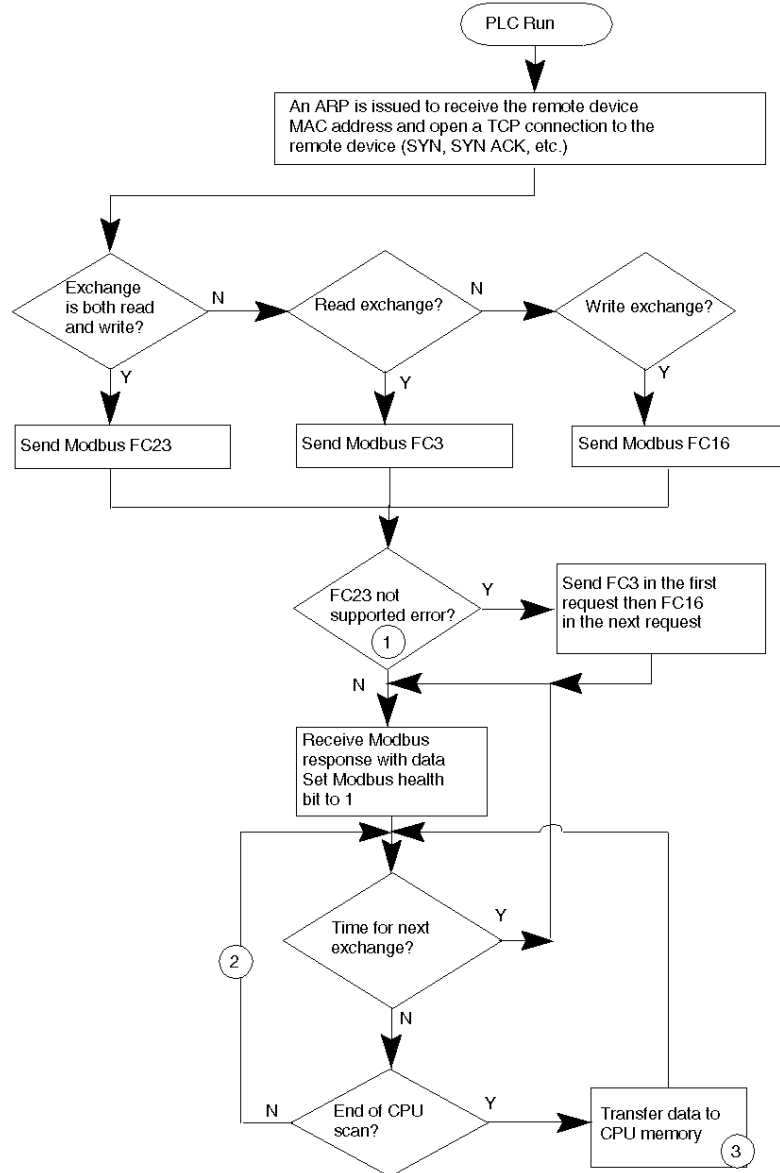 PLC Run
An ARP is issued to receive the remote device
MAC address and open a TCP connection to the
remote device (SYN, SYN ACK, etc.)
Exchange
is both read
and write?
N
Read exchange?
N
Write exchange?
Y
Y
Y
Send Modbus FC23
Send Modbus FC3
Send Modbus FC16
FC23 not
supported error?
1
Y
Send FC3 in the first
request then FC16
in the next request
N
Receive Modbus
response with data
Set Modbus health
bit to 1
Time for next
exchange?
Y
2
N
End of CPU
scan?
N
Y
Transfer data to
CPU memory
3